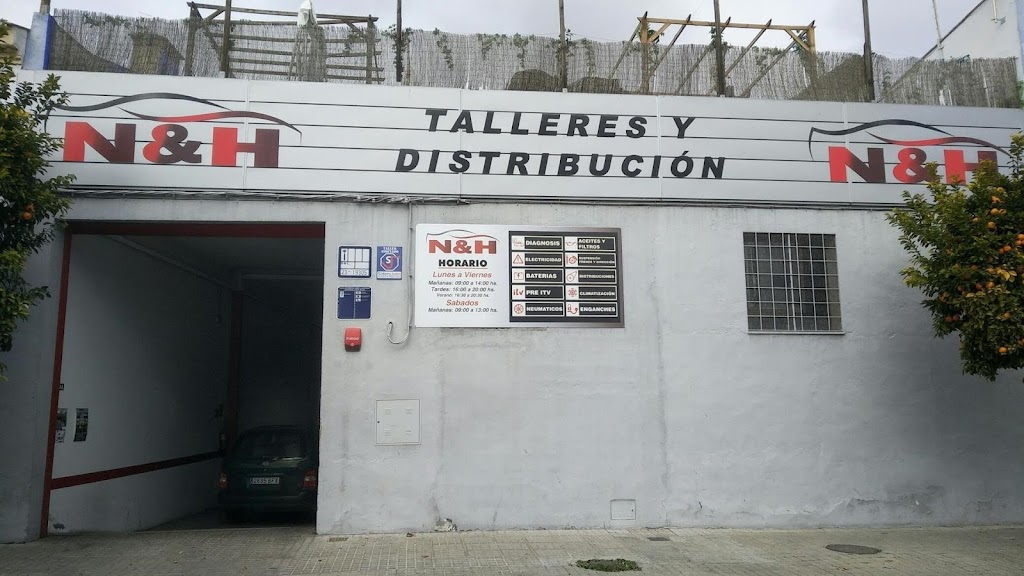 N&H
TALLERES Y
DISTRIBUCIÓN
N&H
N&H
HORARIO
Lunes a Viernes
Mañanas: 09:00 a 14:00 hs.
Tardes: 16:00 a 20:00 hs.
Sabados
Mañanas: 09:00 a 13:00 hs.
DIAGNOSIS
ACEITES Y
FILTROS
ELECTRICIDAD
BATERIAS
DISTRIBUCIONES
PRE ITV
CLIMATIZACIÓN
NEUMATICOS
ENGANCHES
TALLER